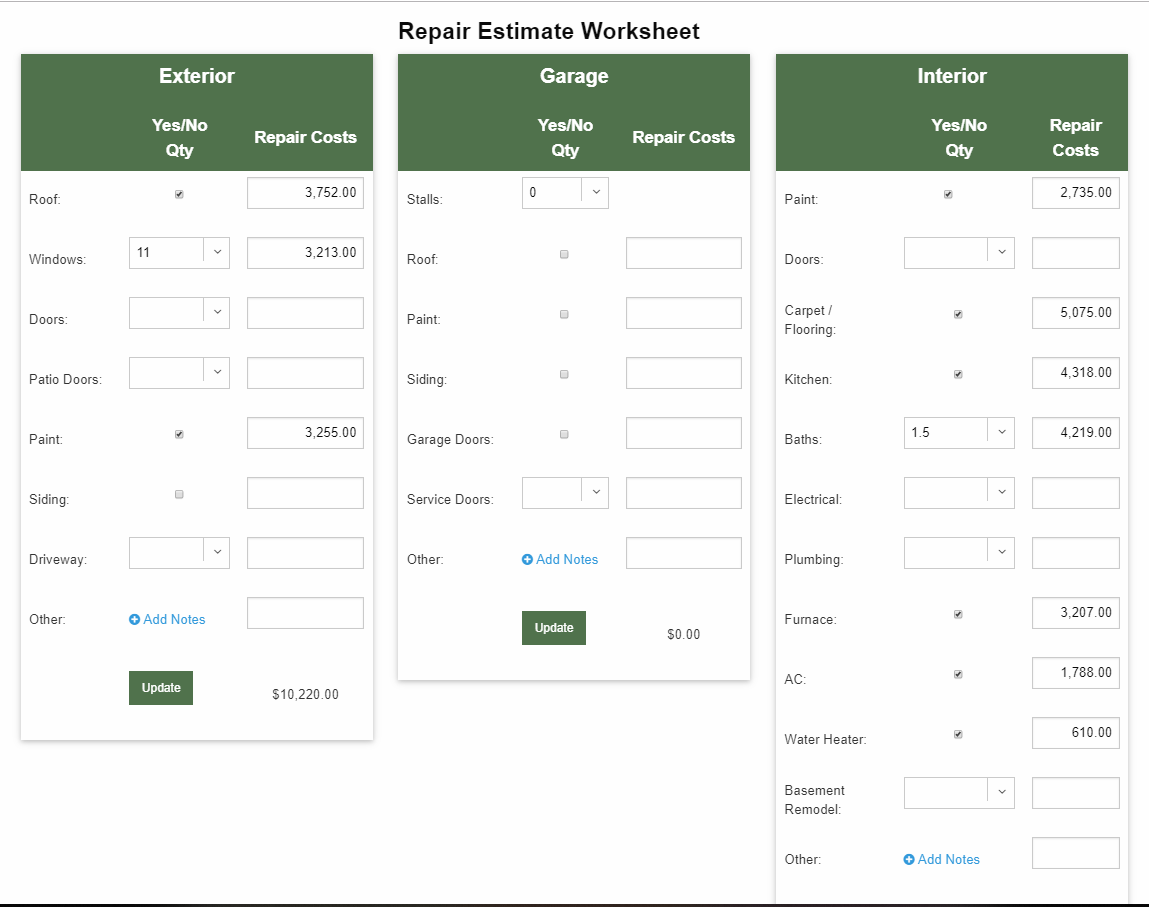 Repair Estimate Worksheet
Exterior
Yes/No
Qty
Repair Costs
Roof:
3,752.00
Windows:
11
3,213.00
Doors:
Patio Doors:
Paint:
3,255.00
Siding:
Driveway:
Other:
Add Notes
Update
$10,220.00
Garage
Yes/No
Qty
Repair Costs
Stalls:
0
Roof:
Paint:
Siding:
Garage Doors:
Service Doors:
Other:
Add Notes
Update
$0.00
Interior
Yes/No
Qty
Repair
Costs
Paint:
2,735.00
Doors:
Carpet /
Flooring:
5,075.00
Kitchen:
4,318.00
Baths:
1.5
4,219.00
Electrical:
Plumbing:
Furnace:
3,207.00
AC:
1,788.00
Water Heater:
610.00
Basement
Remodel:
Other:
Add Notes